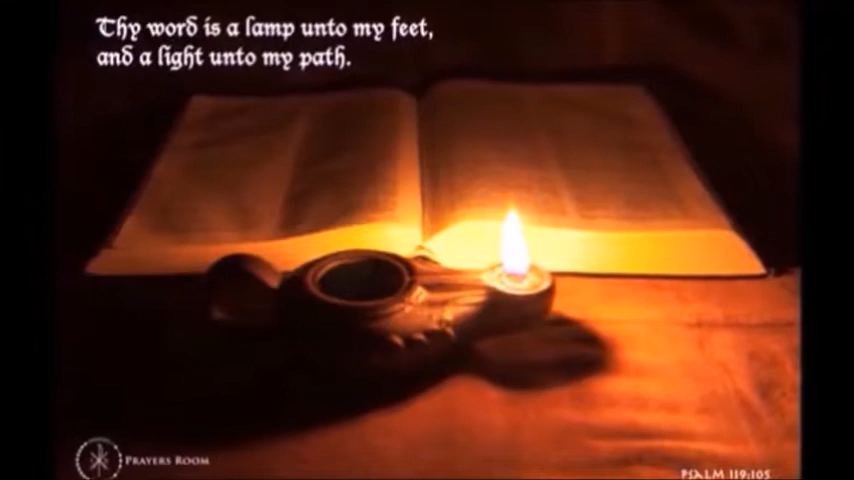 Thy word is a lamp unto my feet,
and a light unto my path.
PRAYERS ROOM
PSALM 119:105